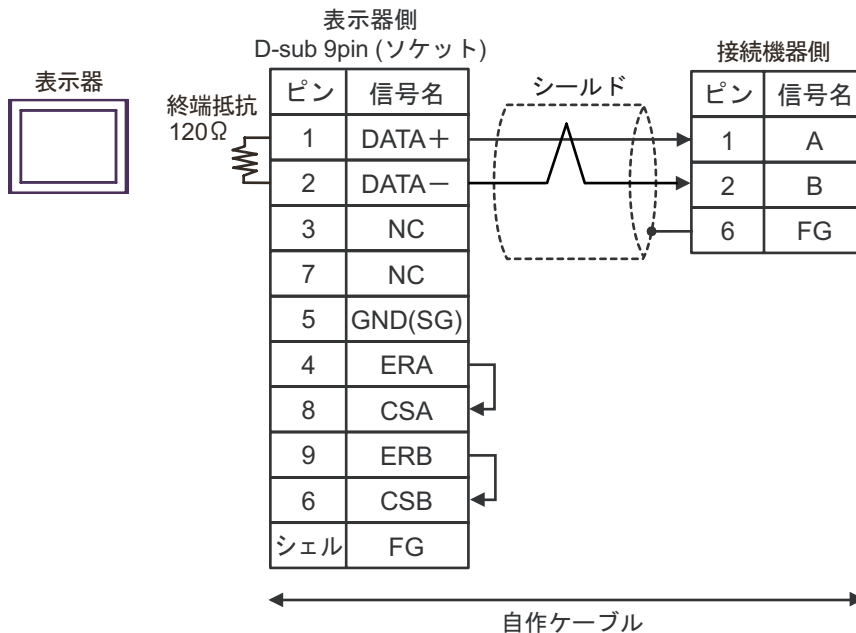 表示器側
D-sub 9pin (ソケット)
接続機器側
表示器
終端抵抗
120Ω
シールド
ピン 信号名
1 DATA+
2 DATA-
3 NC
7 NC
5 GND(SG)
4 ERA
8 CSA
9 ERB
6 CSB
シェル FG
ピン 信号名
1 A
2 B
6 FG
自作ケーブル